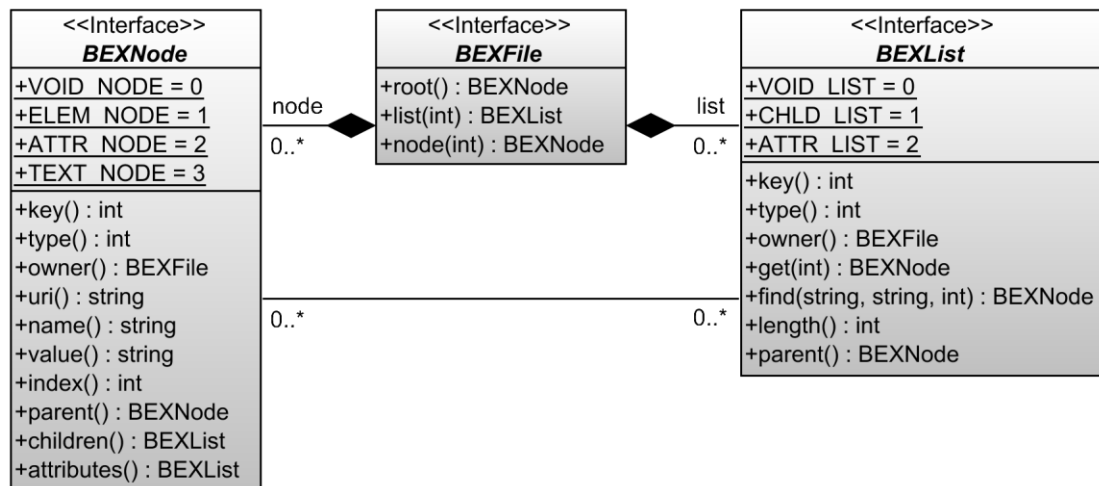 <<Interface>>
BEXNode
+VOID_NODE = 0
+ELEM_NODE = 1
+ATTR_NODE = 2
+TEXT_NODE = 3
+key() : int
+type() : int
+owner() : BEXFile
+uri() : string
+name() : string
+value() : string
+index() : int
+parent() : BEXNode
+children() : BEXList
+attributes() : BEXList
node
0..*
<<Interface>>
BEXFile
+root() : BEXNode
+list(int) : BEXList
+node(int) : BEXNode
list
0..*
<<Interface>>
BEXList
+VOID_LIST = 0
+CHLD_LIST = 1
+ATTR_LIST = 2
+key() : int
+type() : int
+owner() : BEXFile
+get(int) : BEXNode
+find(string, string, int) : BEXNode
+length() : int
+parent() : BEXNode
0..*
0..*